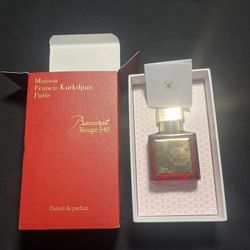 Maison
Francis Kurkdjian
Paris
Baccarat
Rouge 540
Extrait de parfum